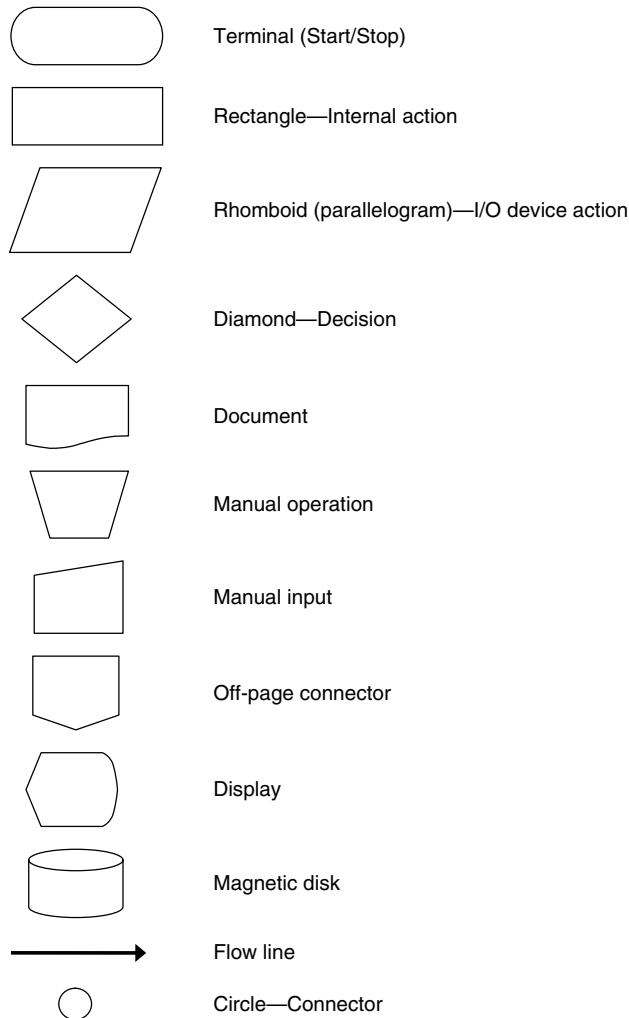 Terminal (Start/Stop)
Rectangle—Internal action
Rhomboid (parallelogram)—I/O device action
Diamond—Decision
Document
Manual operation
Manual input
Off-page connector
Display
Magnetic disk
Flow line
Circle—Connector